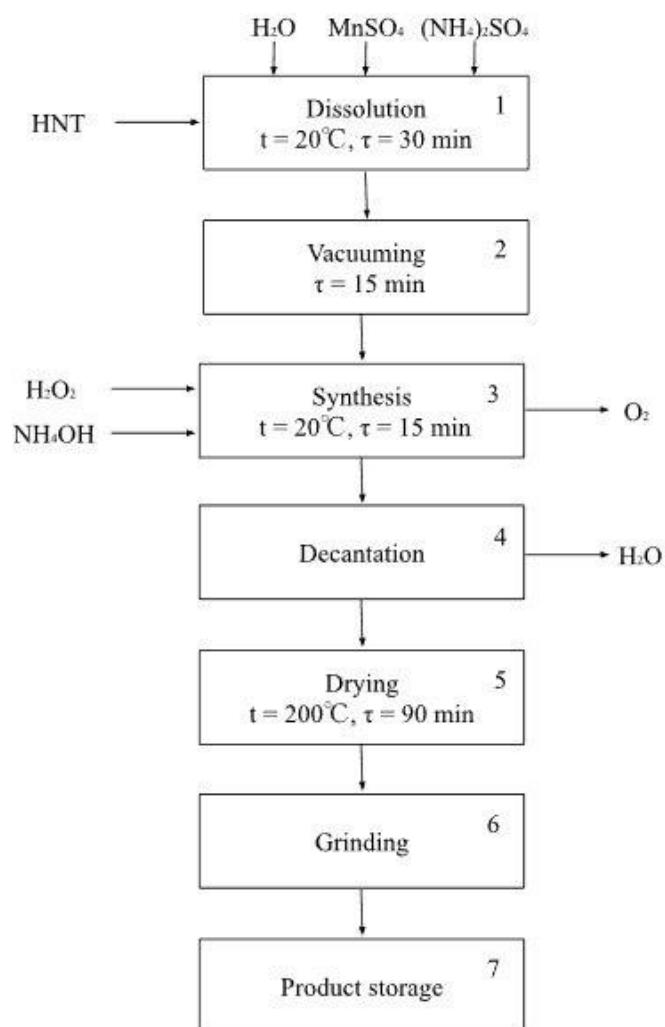 H₂O MnSO₄ (NH₄)₂SO₄
HNT
Dissolution 1
t = 20℃, τ = 30 min
Vacuuming 2
τ = 15 min
H₂O₂
NH₄OH
Synthesis 3
t = 20℃, τ = 15 min
O₂
Decantation 4
H₂O
Drying 5
t = 200℃, τ = 90 min
Grinding 6
Product storage 7